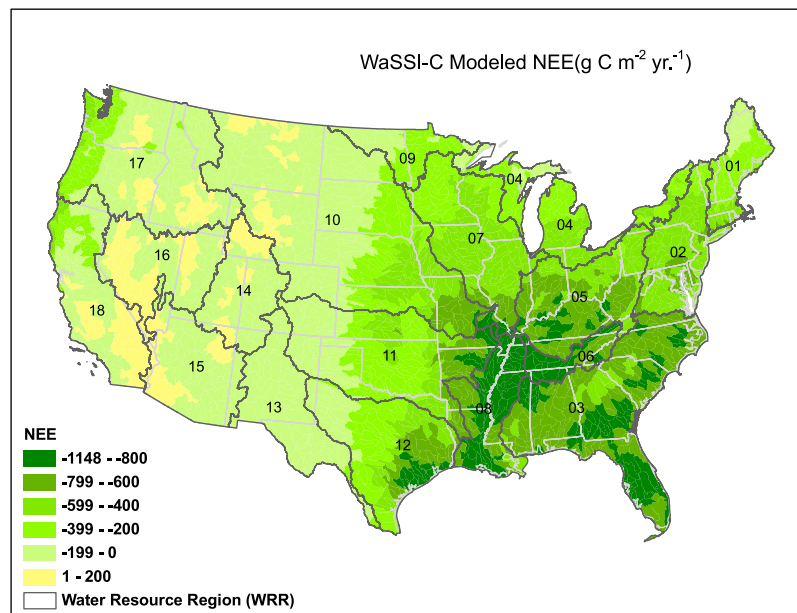 WaSSI-C Modeled NEE(g C m⁻² yr.⁻¹)
09
01
17
04
04
10
07
02
16
05
14
18
11
06
15
13
08
03
12
NEE
-1148 - -800
-799 - -600
-599 - -400
-399 - -200
-199 - 0
1 - 200
Water Resource Region (WRR)